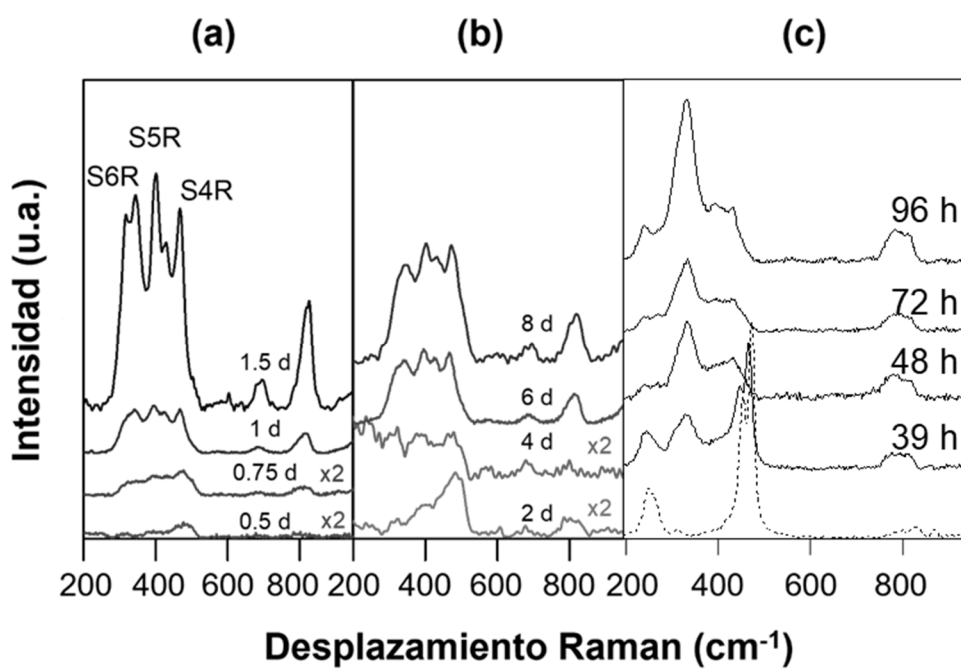 (a) (b) (c)
S5R
S6R
S4R
1.5 d
1 d
0.75 d x2
0.5 d x2
8 d
6 d
4 d x2
2 d x2
96 h
72 h
48 h
39 h
200 400 600 800 200 400 600 800 200 400 600 800
Intensidad (u.a.)
Desplazamiento Raman (cm-1)